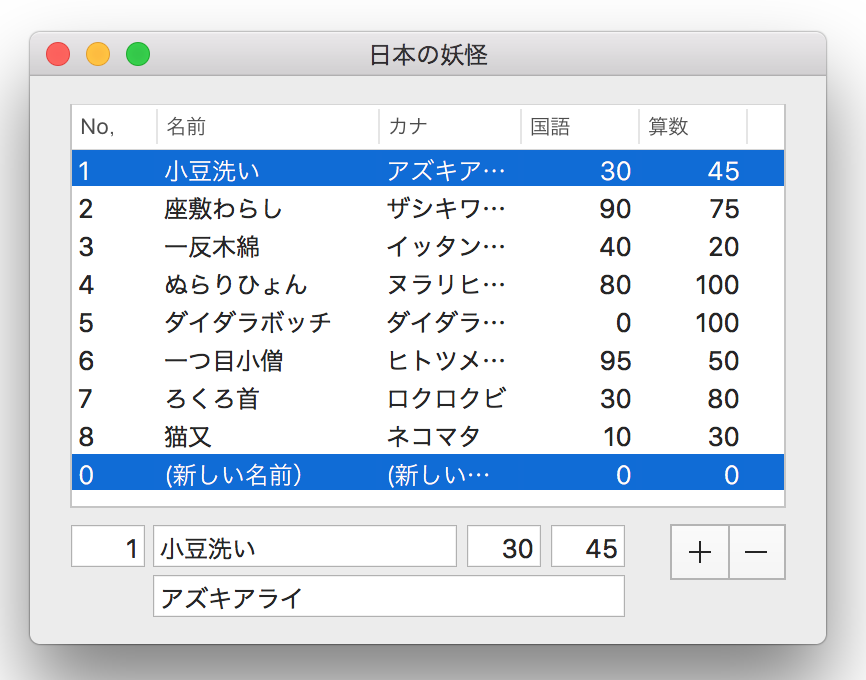 日本の妖怪
No, 名前 カナ 国語 算数
1 小豆洗い アズキア… 30 45
2 座敷わらし ザシキワ… 90 75
3 一反木綿 イッタン… 40 20
4 ぬらりひょん ヌラリヒ… 80 100
5 ダイダラボッチ ダイダラ… 0 100
6 一つ目小僧 ヒトツメ… 95 50
7 ろくろ首 ロクロクビ 30 80
8 猫又 ネコマタ 10 30
0 (新しい名前) (新しい… 0 0
1 小豆洗い 30 45 + −
アズキアライ